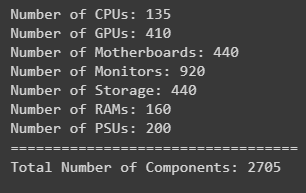 Number of CPUs: 135
Number of GPUs: 410
Number of Motherboards: 440
Number of Monitors: 920
Number of Storage: 440
Number of RAMs: 160
Number of PSUs: 200
==================================
Total Number of Components: 2705